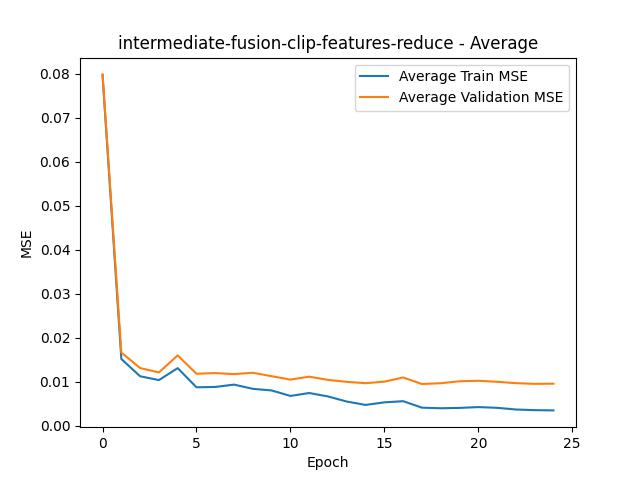 intermediate-fusion-clip-features-reduce - Average
Average Train MSE
Average Validation MSE
0.08
0.07
0.06
0.05
0.04
0.03
0.02
0.01
0.00
MSE
0 5 10 15 20 25
Epoch